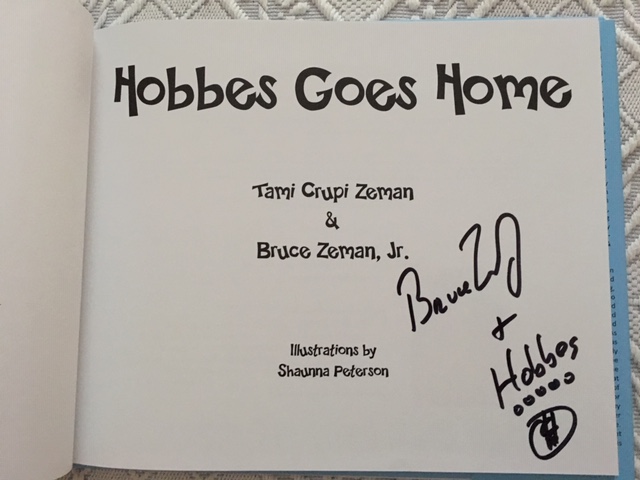 Hobbes Goes Home
Tami Crupi Zeman
&
Bruce Zeman, Jr.
Illustrations by
Shaunna Peterson
Bruce Z
+
Hobbes